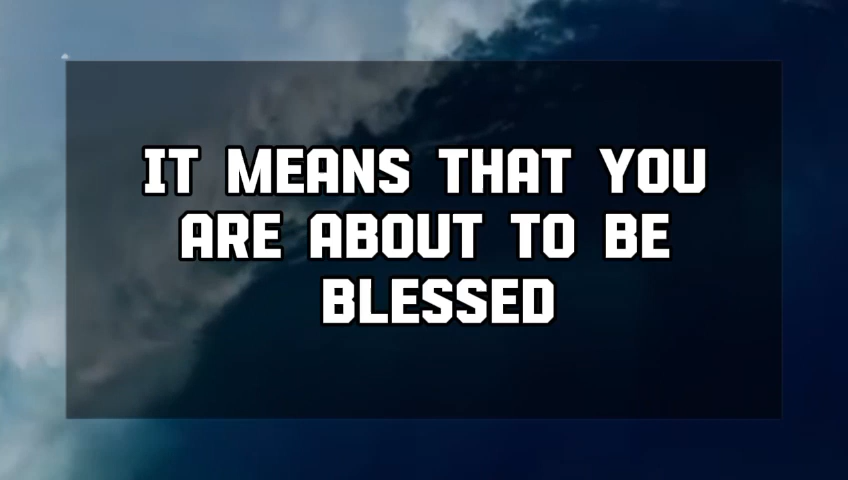 IT MEANS THAT YOU
ARE ABOUT TO BE
BLESSED